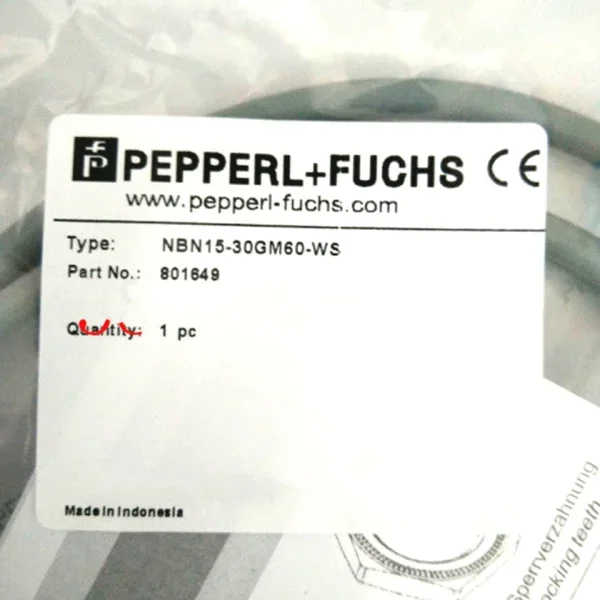 PEPPERL+FUCHS CE
www.pepperl-fuchs.com
Type: NBN15-30GM60-WS
Part No.: 801649
Quantity: 1 pc
Made in Indonesia
Sperrverzahnung
locking teeth